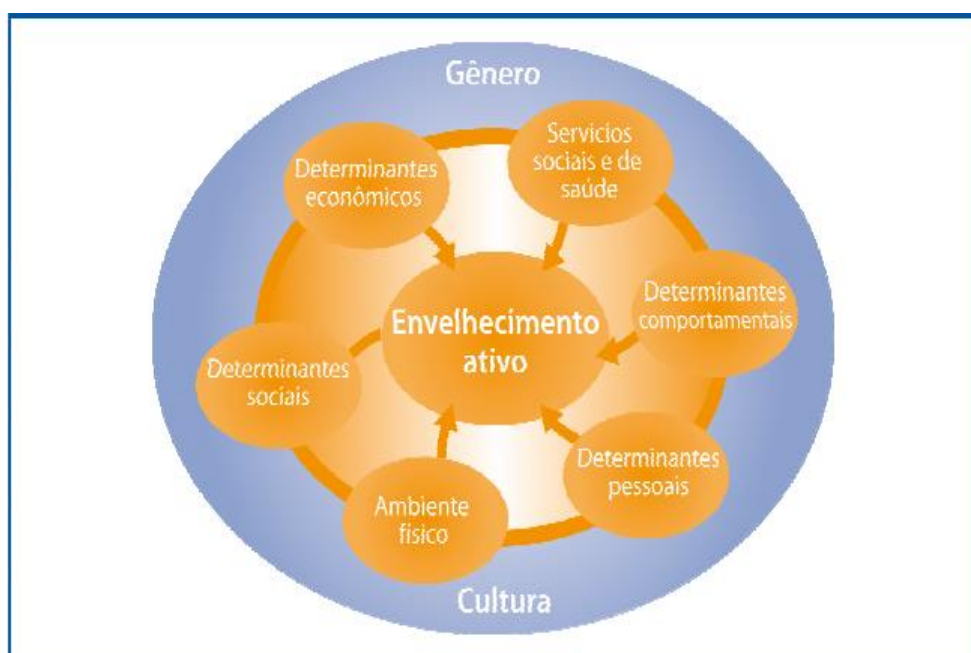 Gênero
Servicios
sociais e de
saúde
Determinantes
econômicos
Determinantes
comportamentais
Envelhecimento
ativo
Determinantes
sociais
Determinantes
pessoais
Ambiente
físico
Cultura